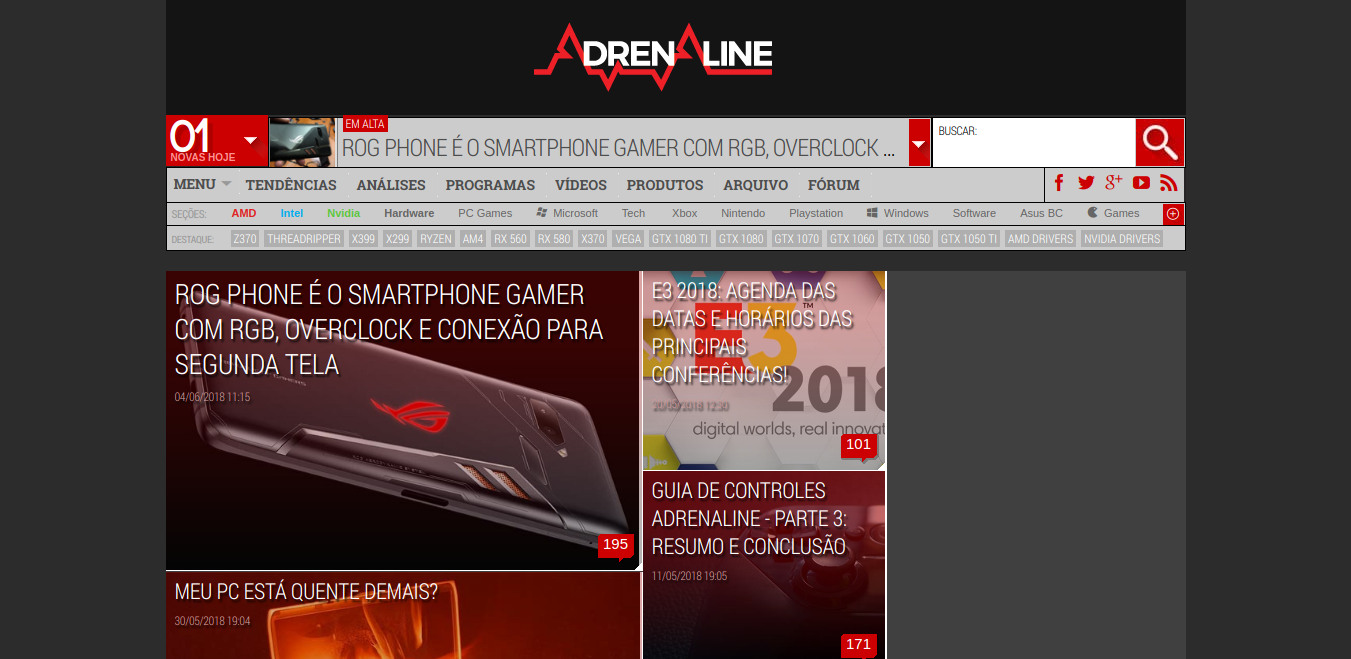 ADRENALINE
01
NOVAS HOJE
EM ALTA
ROG PHONE É O SMARTPHONE GAMER COM RGB, OVERCLOCK ...
BUSCAR:
MENU TENDÊNCIAS ANÁLISES PROGRAMAS VÍDEOS PRODUTOS ARQUIVO FÓRUM
SEÇÕES: AMD Intel Nvidia Hardware PC Games Microsoft Tech Xbox Nintendo Playstation Windows Software Asus BC Games
DESTAQUE: Z370 THREADRIPPER X399 X299 RYZEN AM4 RX 560 RX 580 X370 VEGA GTX 1080 TI GTX 1080 GTX 1070 GTX 1060 GTX 1050 GTX 1050 TI AMD DRIVERS NVIDIA DRIVERS
ROG PHONE É O SMARTPHONE GAMER
COM RGB, OVERCLOCK E CONEXÃO PARA
SEGUNDA TELA
04/06/2018 11:15
195
E3 2018: AGENDA DAS
DATAS E HORÁRIOS DAS
PRINCIPAIS
CONFERÊNCIAS!
E3
2018
digital worlds, real innovat
101
GUIA DE CONTROLES
ADRENALINE - PARTE 3:
RESUMO E CONCLUSÃO
11/05/2018 19:05
171
MEU PC ESTÁ QUENTE DEMAIS?
30/05/2018 19:04